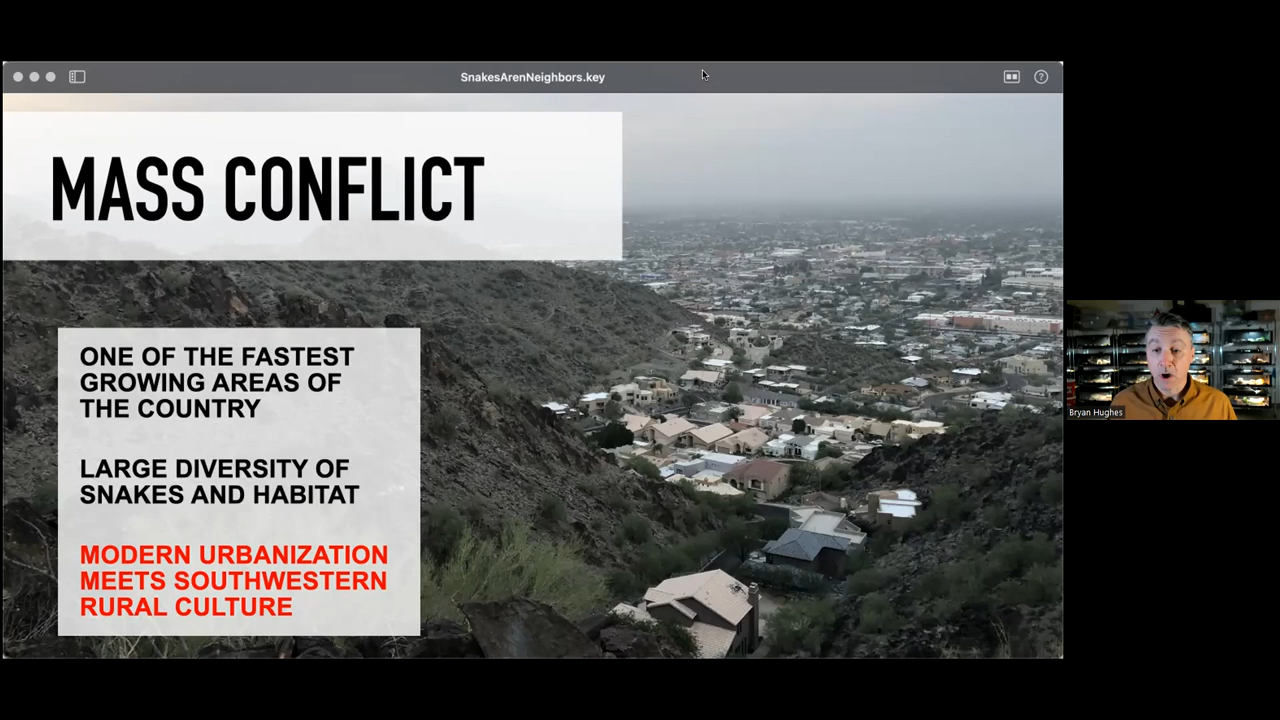 SnakesArenNeighbors.key
MASS CONFLICT
ONE OF THE FASTEST
GROWING AREAS OF
THE COUNTRY
LARGE DIVERSITY OF
SNAKES AND HABITAT
MODERN URBANIZATION
MEETS SOUTHWESTERN
RURAL CULTURE
Bryan Hughes